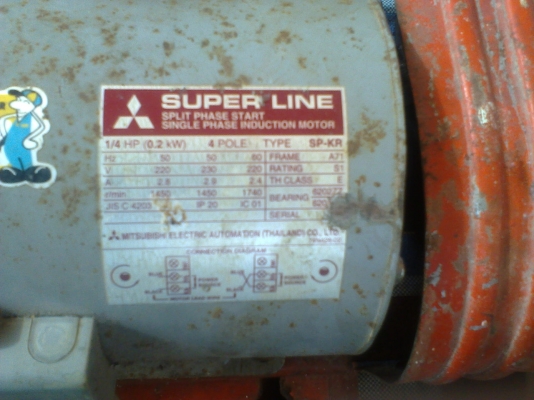 SUPER LINE
SPLIT PHASE START
SINGLE PHASE INDUCTION MOTOR
1/4 HP (0.2 kW) 4 POLE TYPE SP-KR
Hz 50 50 60 FRAME A71
V 220 230 220 RATING S1
A 2.8 2.9 2.4 TH CLASS
r/min 1450 1450 1740 BEARING
JIS C 4203 IP 20 IC 01
SERIAL
MITSUBISHI ELECTRIC AUTOMATION (THAILAND) CO., LTD.
CONNECTION DIAGRAM